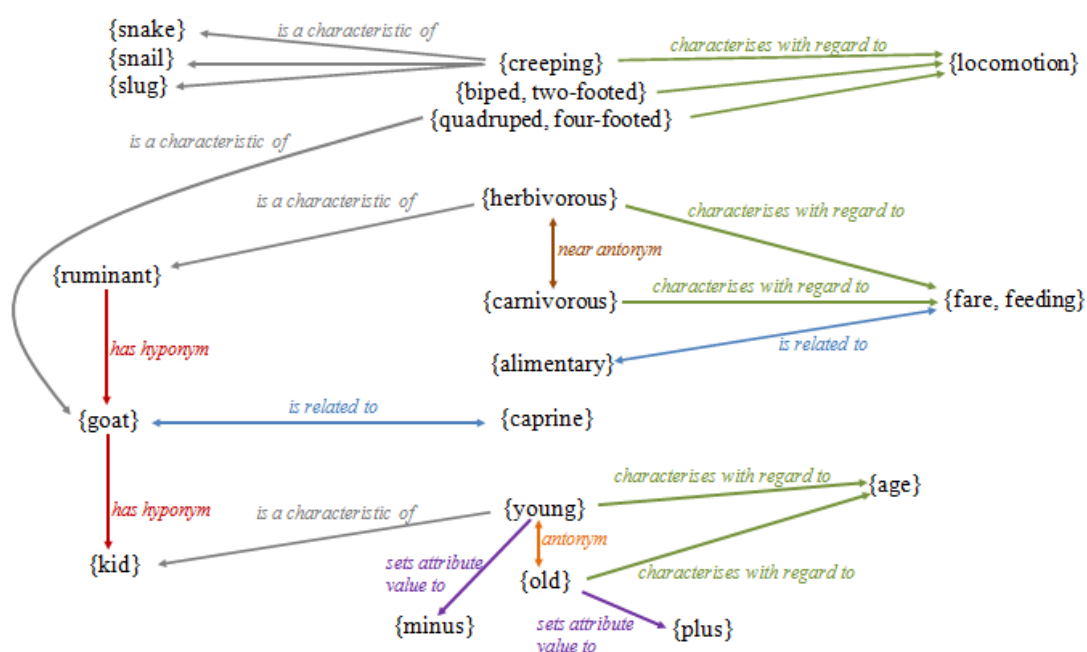 {snake}
is a characteristic of
{snail}
{creeping}
characterises with regard to
{locomotion}
{slug}
{biped, two-footed}
{quadruped, four-footed}
is a characteristic of
is a characteristic of
{herbivorous}
characterises with regard to
near antonym
{ruminant}
{carnivorous}
characterises with regard to
{fare, feeding}
has hyponym
{alimentary}
is related to
{goat}
is related to
{caprine}
characterises with regard to
{age}
has hyponym
is a characteristic of
{young}
antonym
{kid}
sets attribute
value to
{old}
characterises with regard to
{minus}
sets attribute
value to
{plus}